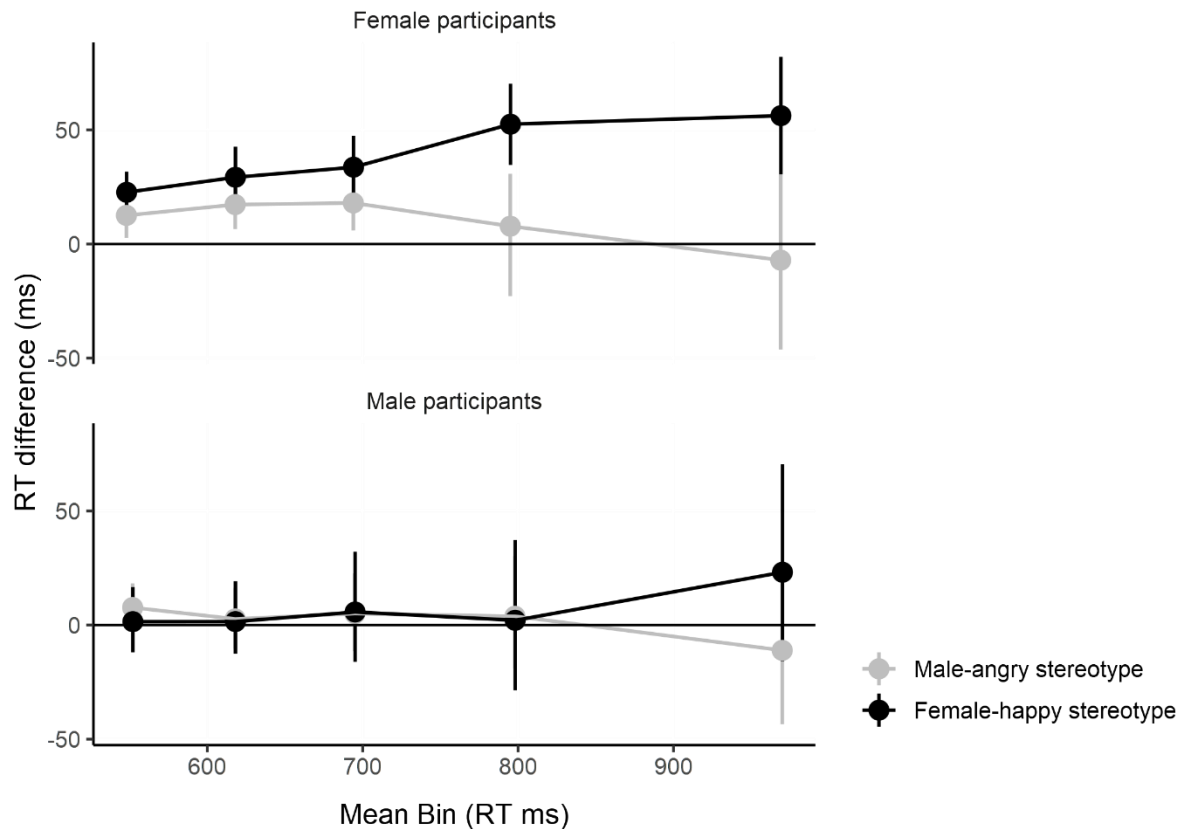 Female participants
50
0
-50
Male participants
50
0
-50
RT difference (ms)
600 700 800 900
Mean Bin (RT ms)
Male-angry stereotype
Female-happy stereotype